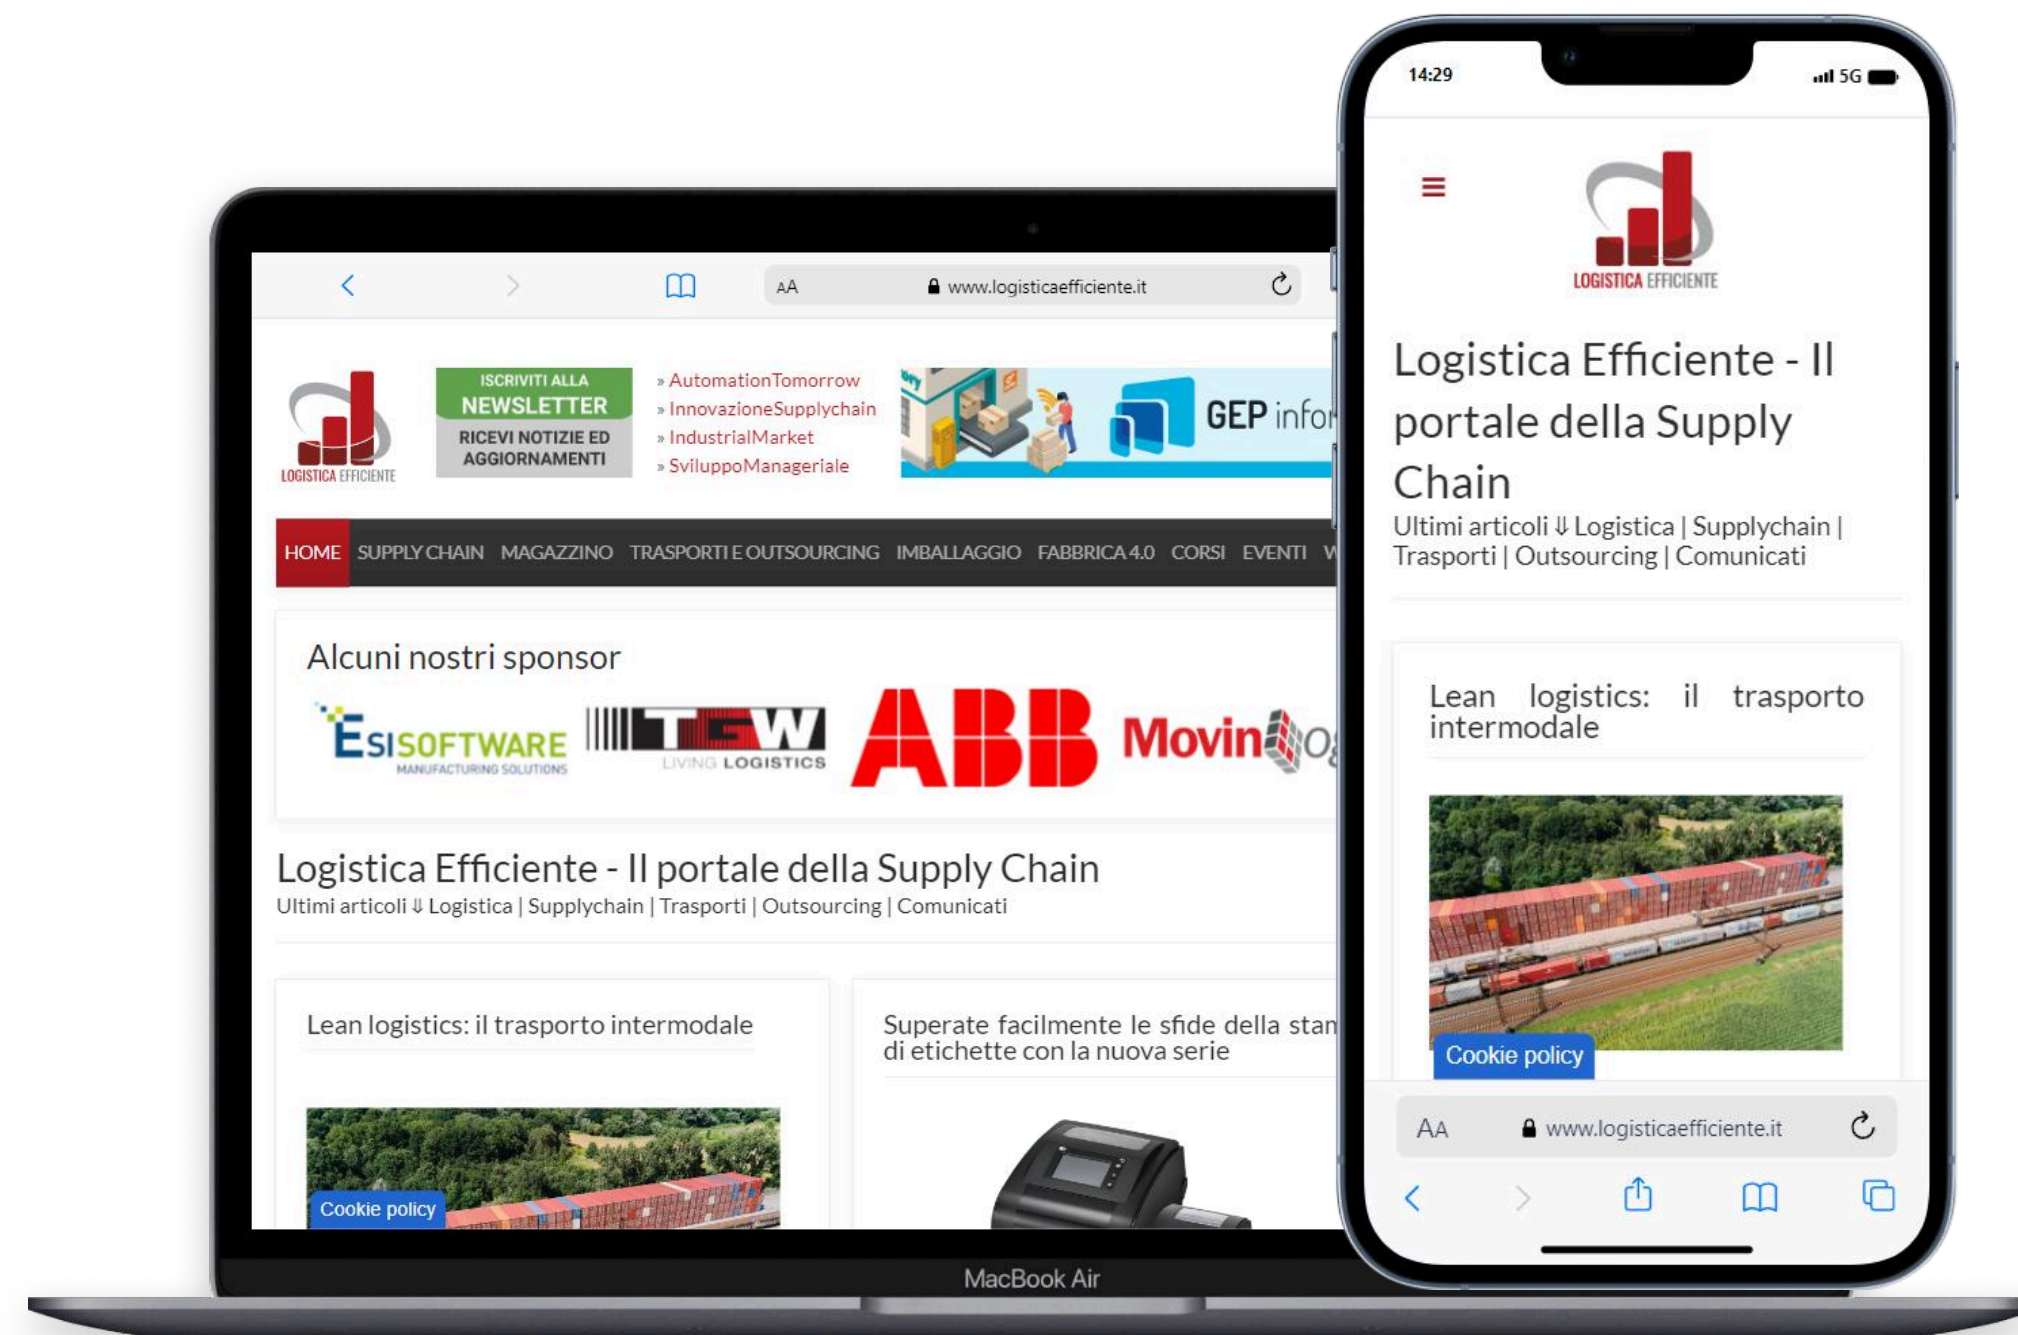 14:29
5G
LOGISTICA EFFICIENTE
Logistica Efficiente - Il
portale della Supply
Chain
Ultimi articoli ⇓ Logistica | Supplychain |
Trasporti | Outsourcing | Comunicati
Lean logistics: il trasporto
intermodale
Cookie policy
AA
www.logisticaefficiente.it
AA
www.logisticaefficiente.it
LOGISTICA EFFICIENTE
ISCRIVITI ALLA
NEWSLETTER
RICEVI NOTIZIE ED
AGGIORNAMENTI
» AutomationTomorrow
» InnovazioneSupplychain
» IndustrialMarket
» SviluppoManageriale
GEP infor
HOME SUPPLY CHAIN MAGAZZINO TRASPORTI E OUTSOURCING IMBALLAGGIO FABBRICA 4.0 CORSI EVENTI W
Alcuni nostri sponsor
ESISOFTWARE
MANUFACTURING SOLUTIONS
TGW
LIVING LOGISTICS
ABB
Movin
Logistica Efficiente - Il portale della Supply Chain
Ultimi articoli ⇓ Logistica | Supplychain | Trasporti | Outsourcing | Comunicati
Lean logistics: il trasporto intermodale
Superate facilmente le sfide della stam
di etichette con la nuova serie
Cookie policy
MacBook Air